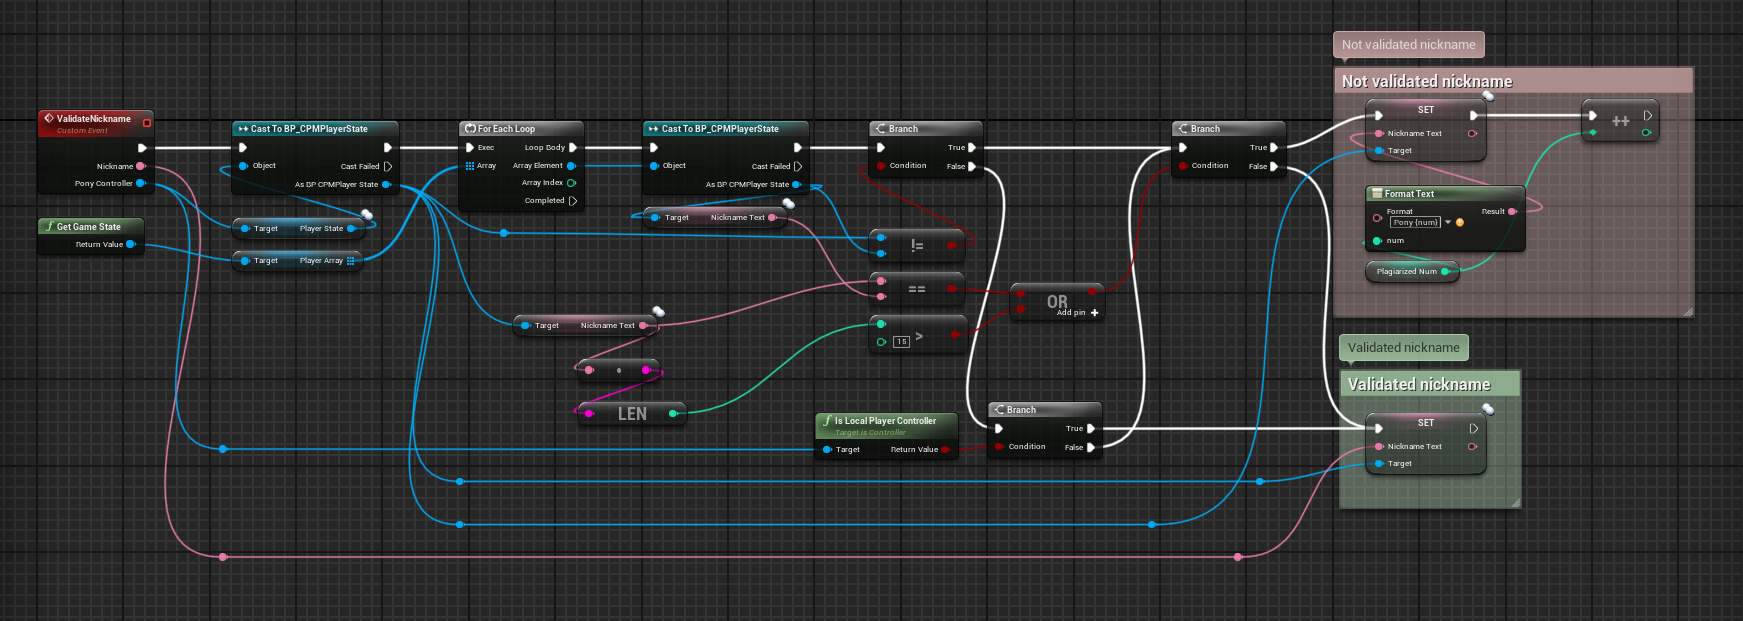 Not validated nickname
Not validated nickname
ValidateNickname
Custom Event
Nickname
Pony Controller
Cast To BP_CPMPlayerState
Object
Cast Failed
As BP CPMPlayer State
For Each Loop
Exec
Loop Body
Array
Array Element
Array Index
Completed
Cast To BP_CPMPlayerState
Object
Cast Failed
As BP CPMPlayer State
Branch
True
Condition
False
Branch
True
Condition
False
SET
Nickname Text
Target
++
Get Game State
Return Value
Target
Player State
Target
Player Array
Target
Nickname Text
!=
==
OR
Add pin
15
>
Format Text
Format
Result
Pony {num}
num
Plagiarized Num
Target
Nickname Text
LEN
Is Local Player Controller
Target is Controller
Target
Return Value
Branch
True
Condition
False
Validated nickname
Validated nickname
SET
Nickname Text
Target